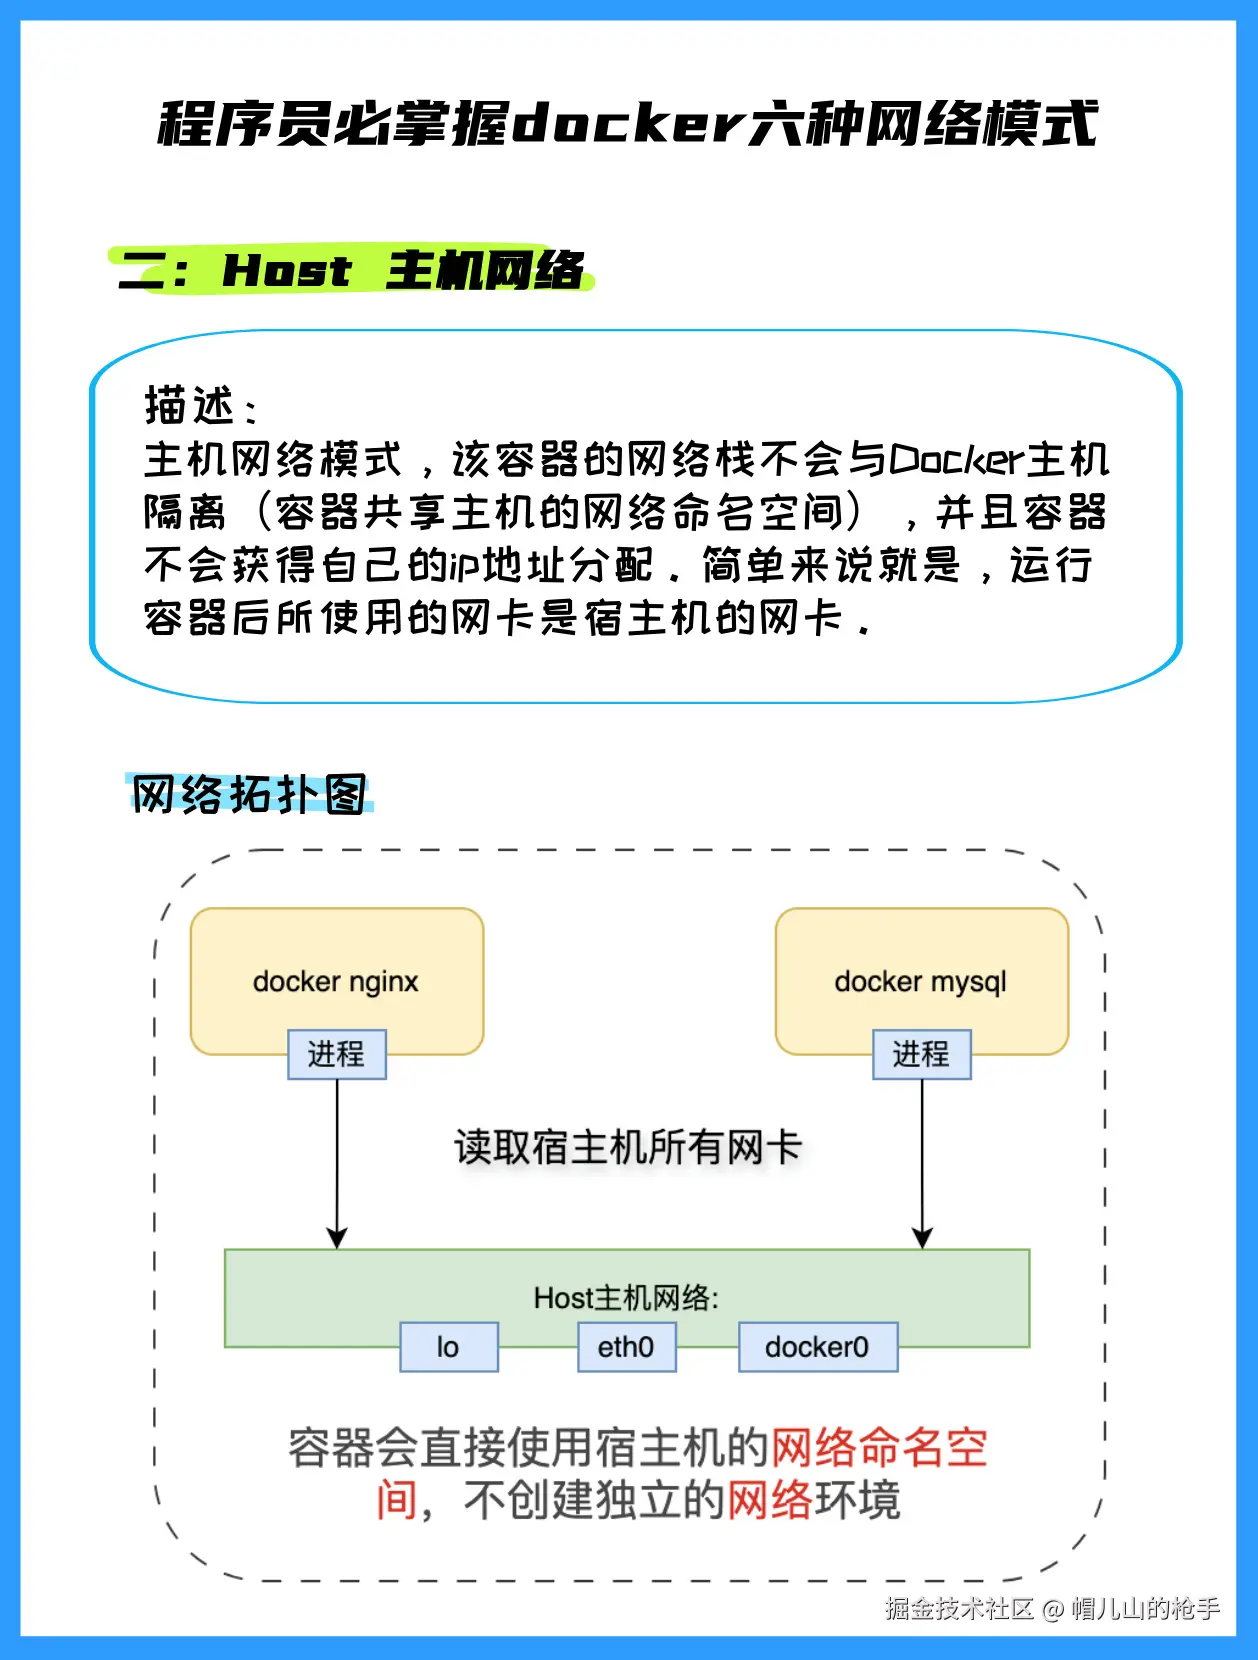 程序员必掌握docker六种网络模式
二：Host 主机网络
描述：
主机网络模式，该容器的网络栈不会与Docker主机
隔离（容器共享主机的网络命名空间），并且容器
不会获得自己的ip地址分配. 简单来说就是，运行
容器后所使用的网卡是宿主机的网卡.
网络拓扑图
docker nginx
docker mysql
进程
进程
读取宿主机所有网卡
Host主机网络:
lo
eth0
docker0
容器会直接使用宿主机的网络命名空
间，不创建独立的网络环境
掘金技术社区 @ 帽儿山的枪手